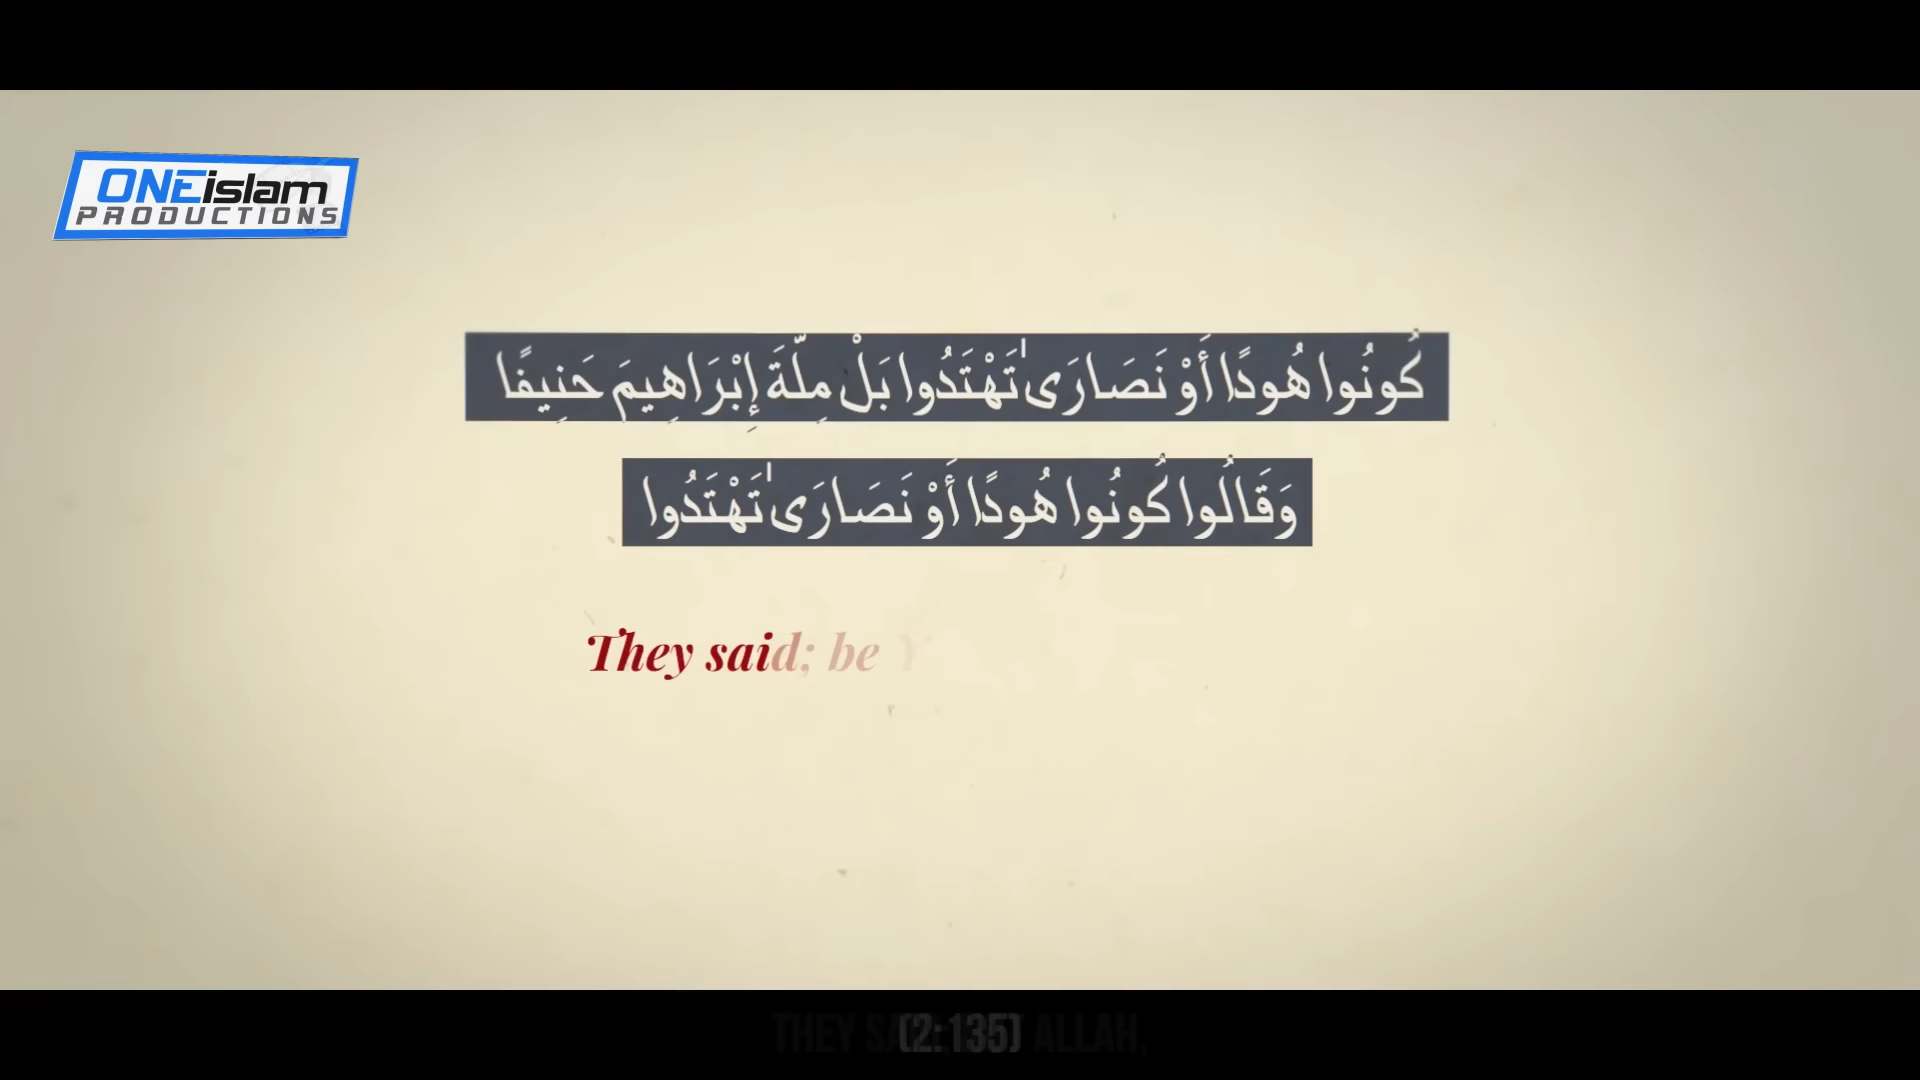 ONEislam
PRODUCTIONS
كُونُوا هُودًا أَوْ نَصَارَىٰ تَهْتَدُوا بَلْ مِلَّةَ إِبْرَاهِيمَ حَنِيفًا
وَقَالُوا كُونُوا هُودًا أَوْ نَصَارَىٰ تَهْتَدُوا
They said; be
(2:135)